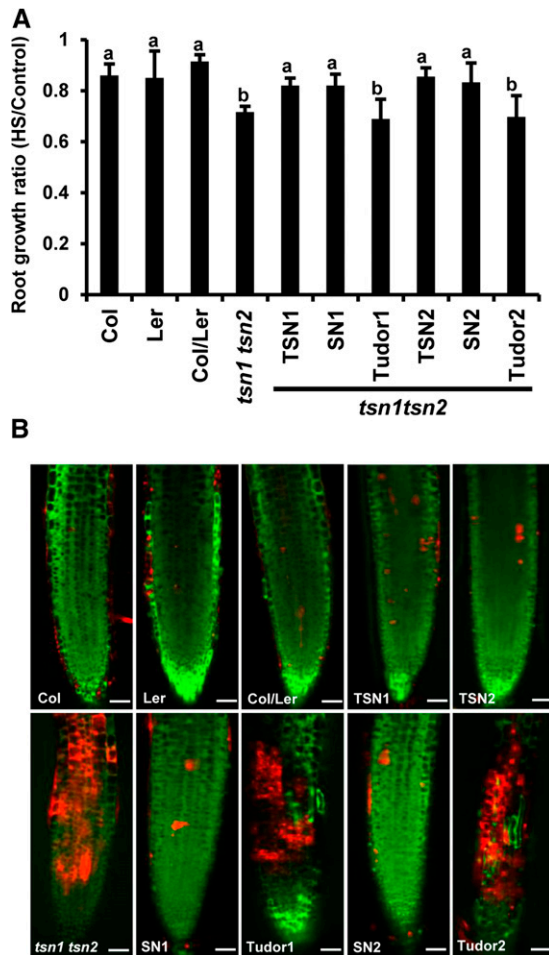 A
Root growth ratio (HS/Control)
1
0.8
0.6
0.4
0.2
0
a
a
a
b
a
a
b
a
a
b
Col
Ler
Col/Ler
tsn1 tsn2
TSN1
SN1
Tudor1
TSN2
SN2
Tudor2
tsn1tsn2
B
Col
Ler
Col/Ler
TSN1
TSN2
tsn1 tsn2
SN1
Tudor1
SN2
Tudor2